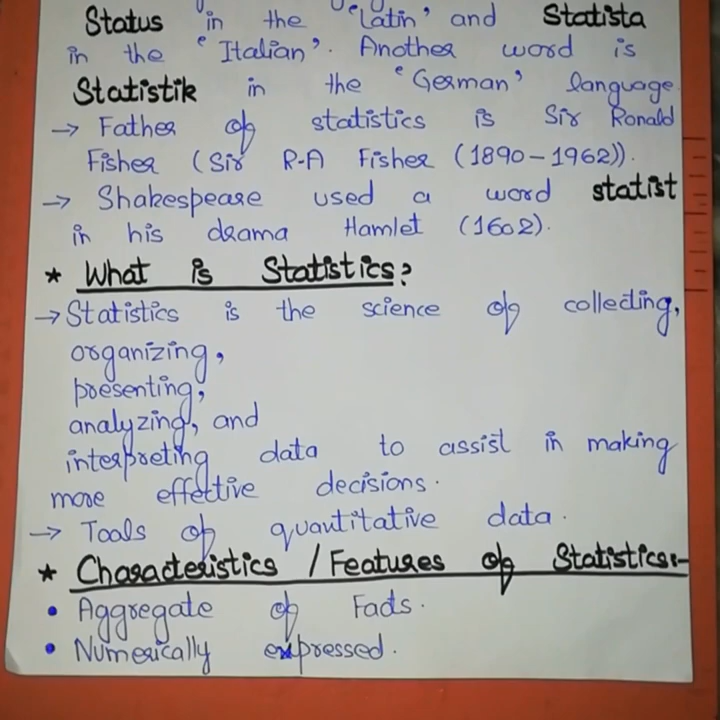 Status in the "Latin' and Statista
in the 'Italian'. Another word is
Statistik in the 'German' language
→ Father of statistics is Sir Ronald
Fisher (Sir R-A Fisher (1890-1962)).
→ Shakespeare used a word statist
in his drama Hamlet (1602).
* What is Statistics?
→ Statistics is the science of collecting,
organizing,
presenting,
analyzing, and
interpreting data to assist in making
more effective decisions.
→ Tools of quantitative data.
* Characteristics / Features of Statistics:-
• Aggregate of Facts.
• Numerically expressed.